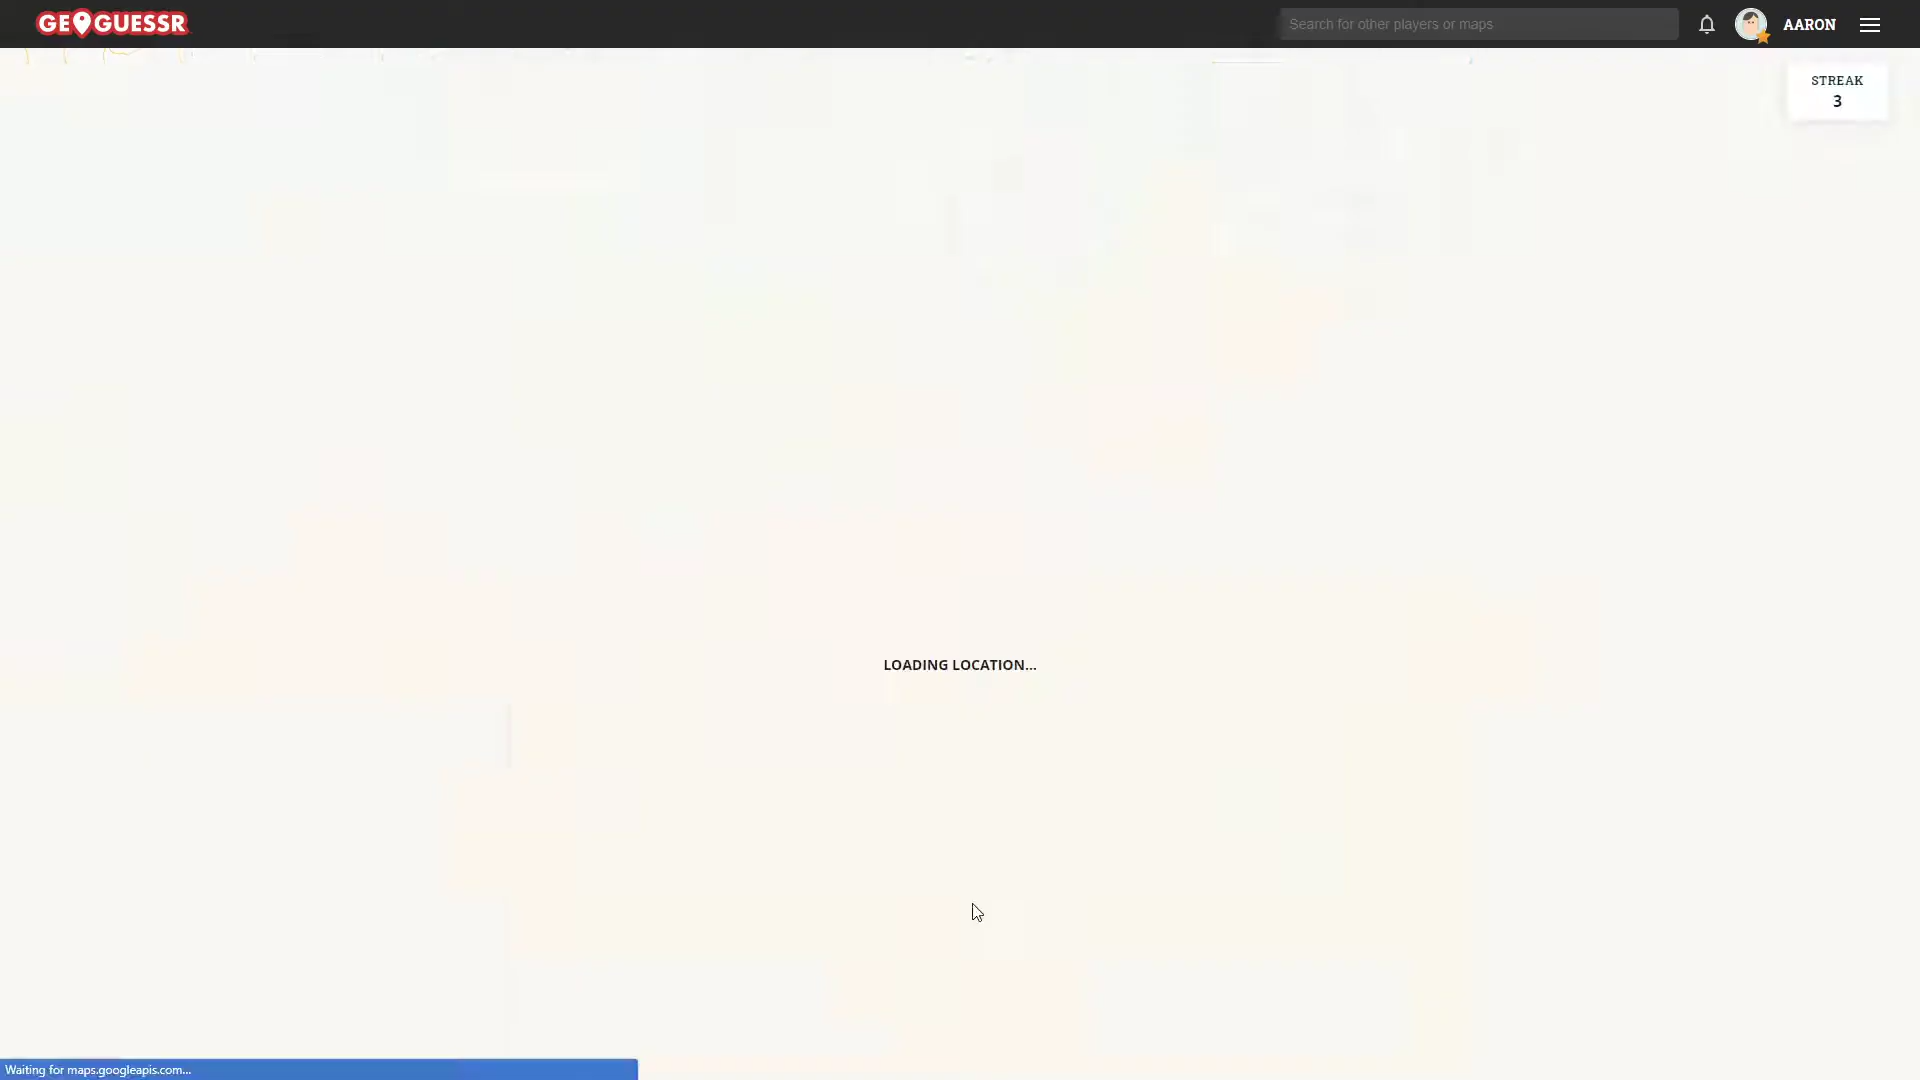 GEOGUESSR
Search for other players or maps
AARON
STREAK
3
LOADING LOCATION...
Waiting for maps.googleapis.com...